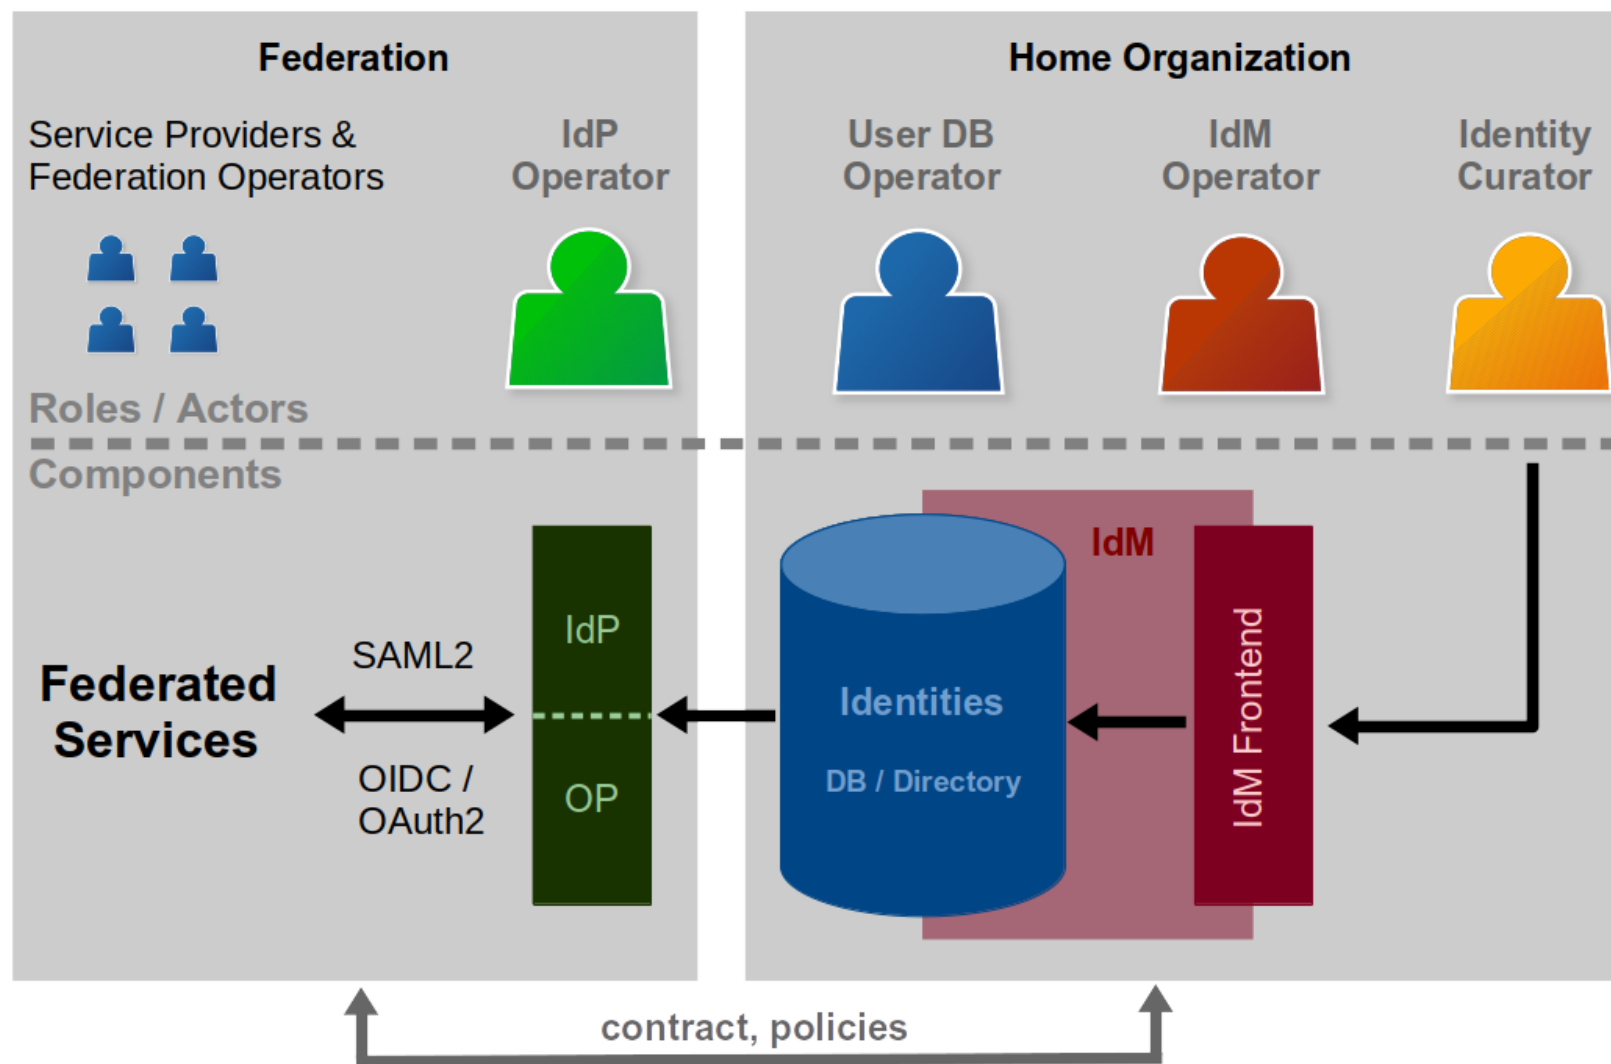 Federation
Home Organization
Service Providers &
Federation Operators
IdP
Operator
User DB
Operator
IdM
Operator
Identity
Curator
Roles / Actors
Components
Federated
Services
SAML2
OIDC /
OAuth2
IdP
OP
Identities
DB / Directory
IdM
IdM Frontend
contract, policies